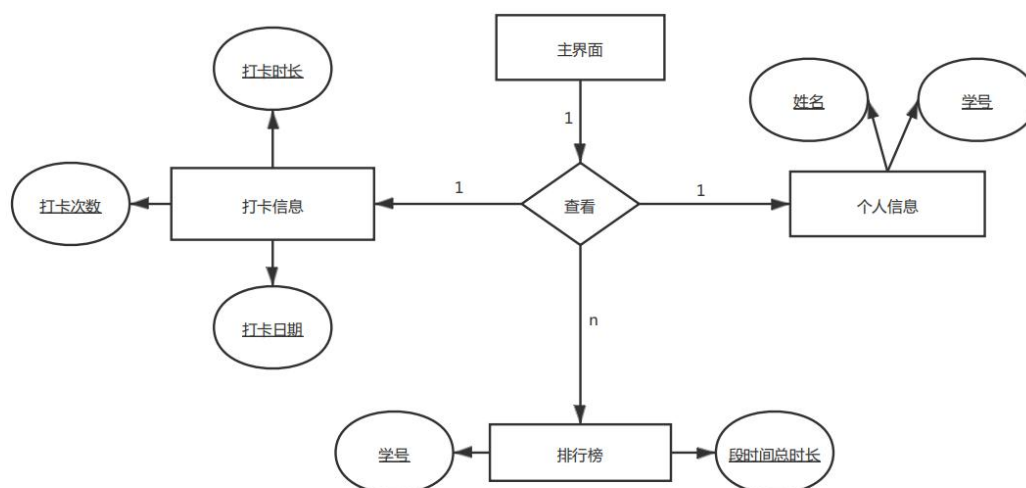 主界面
打卡时长
姓名
学号
1
打卡次数
打卡信息
1
查看
1
个人信息
打卡日期
n
学号
排行榜
段时间总时长